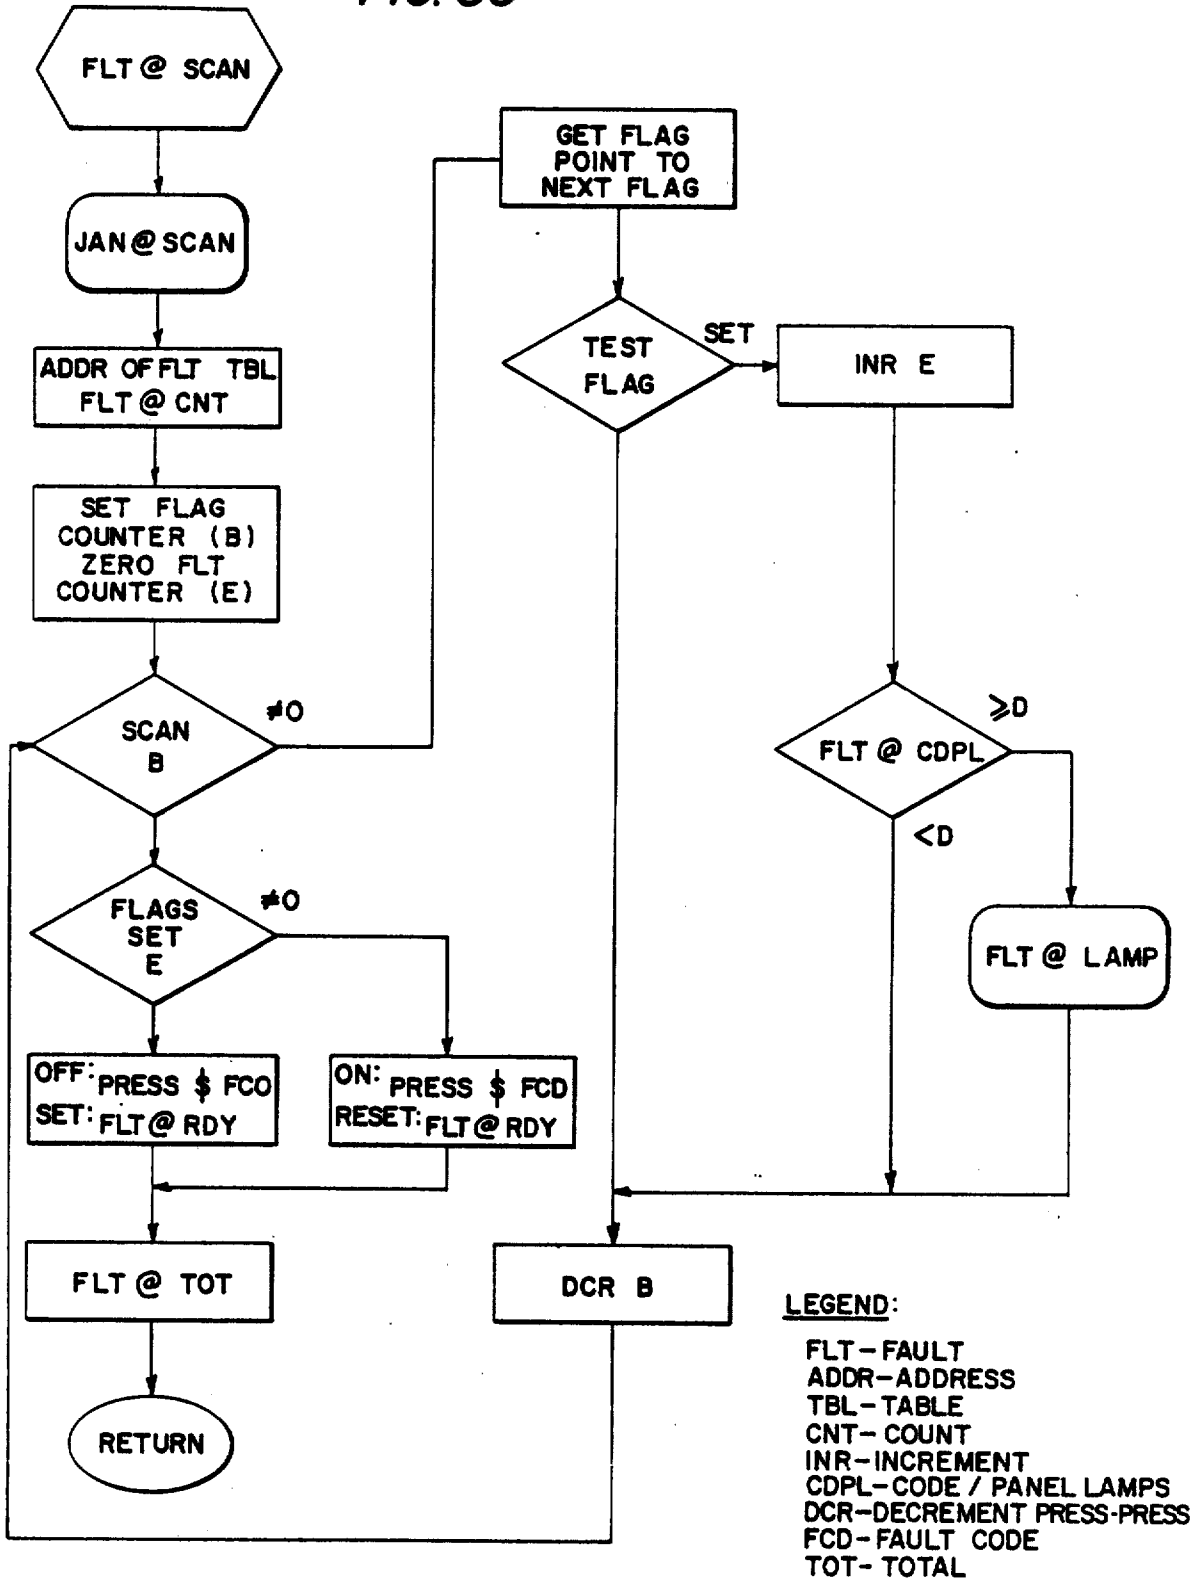 FLT @ SCAN
JAN @ SCAN
ADDR OF FLT TBL
FLT @ CNT
SET FLAG
COUNTER (B)
ZERO FLT
COUNTER (E)
SCAN
B
≠0
FLAGS
SET
E
≠0
OFF: PRESS $ FCO
SET: FLT @ RDY
ON: PRESS $ FCD
RESET: FLT @ RDY
FLT @ TOT
RETURN
GET FLAG
POINT TO
NEXT FLAG
TEST
FLAG
SET
INR E
FLT @ CDPL
≥D
<D
FLT @ LAMP
DCR B
LEGEND:
FLT-FAULT
ADDR-ADDRESS
TBL-TABLE
CNT-COUNT
INR-INCREMENT
CDPL-CODE / PANEL LAMPS
DCR-DECREMENT PRESS-PRESS
FCD-FAULT CODE
TOT-TOTAL